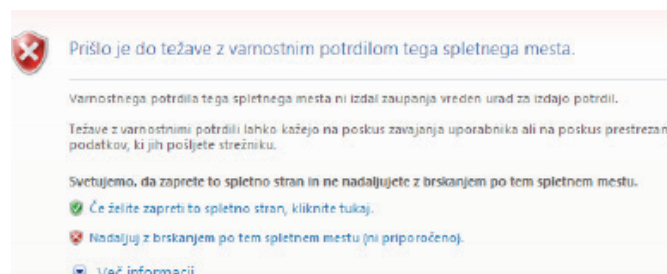 Prišlo je do težave z varnostnim potrdilom tega spletnega mesta.
Varnostnega potrdila tega spletnega mesta ni izdal zaupanja vreden urad za izdajo potrdil.
Težave z varnostnimi potrdili lahko kažejo na poskus zavajanja uporabnika ali na poskus prestrezan
podatkov, ki jih pošljete strežniku.
Svetujemo, da zaprete to spletno stran in ne nadaljujete z brskanjem po tem spletnem mestu.
Če želite zapreti to spletno stran, kliknite tukaj.
Nadaljuj z brskanjem po tem spletnem mestu (ni priporočeno).
Več informacij